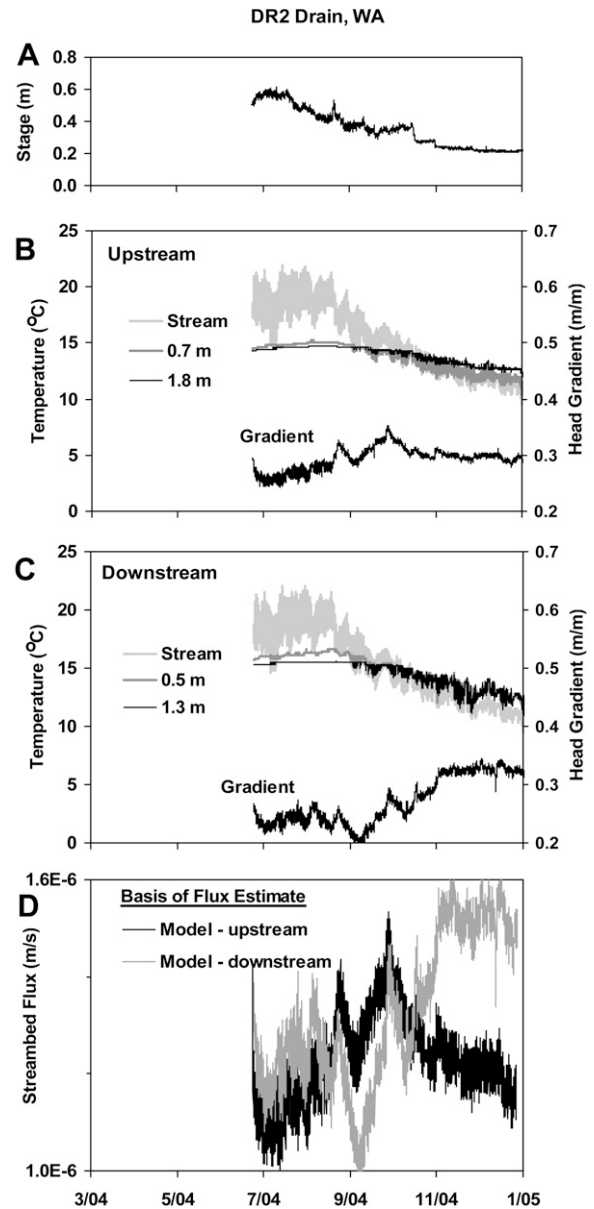 DR2 Drain, WA
A
Stage (m)
0.8
0.6
0.4
0.2
0.0
B
Upstream
Temperature (°C)
25
20
15
10
5
0
Stream
0.7 m
1.8 m
Gradient
Head Gradient (m/m)
0.7
0.6
0.5
0.4
0.3
0.2
C
Downstream
Temperature (°C)
25
20
15
10
5
0
Stream
0.5 m
1.3 m
Gradient
Head Gradient (m/m)
0.7
0.6
0.5
0.4
0.3
0.2
D
Streambed Flux (m/s)
1.6E-6
1.0E-6
Basis of Flux Estimate
Model - upstream
Model - downstream
3/04 5/04 7/04 9/04 11/04 1/05